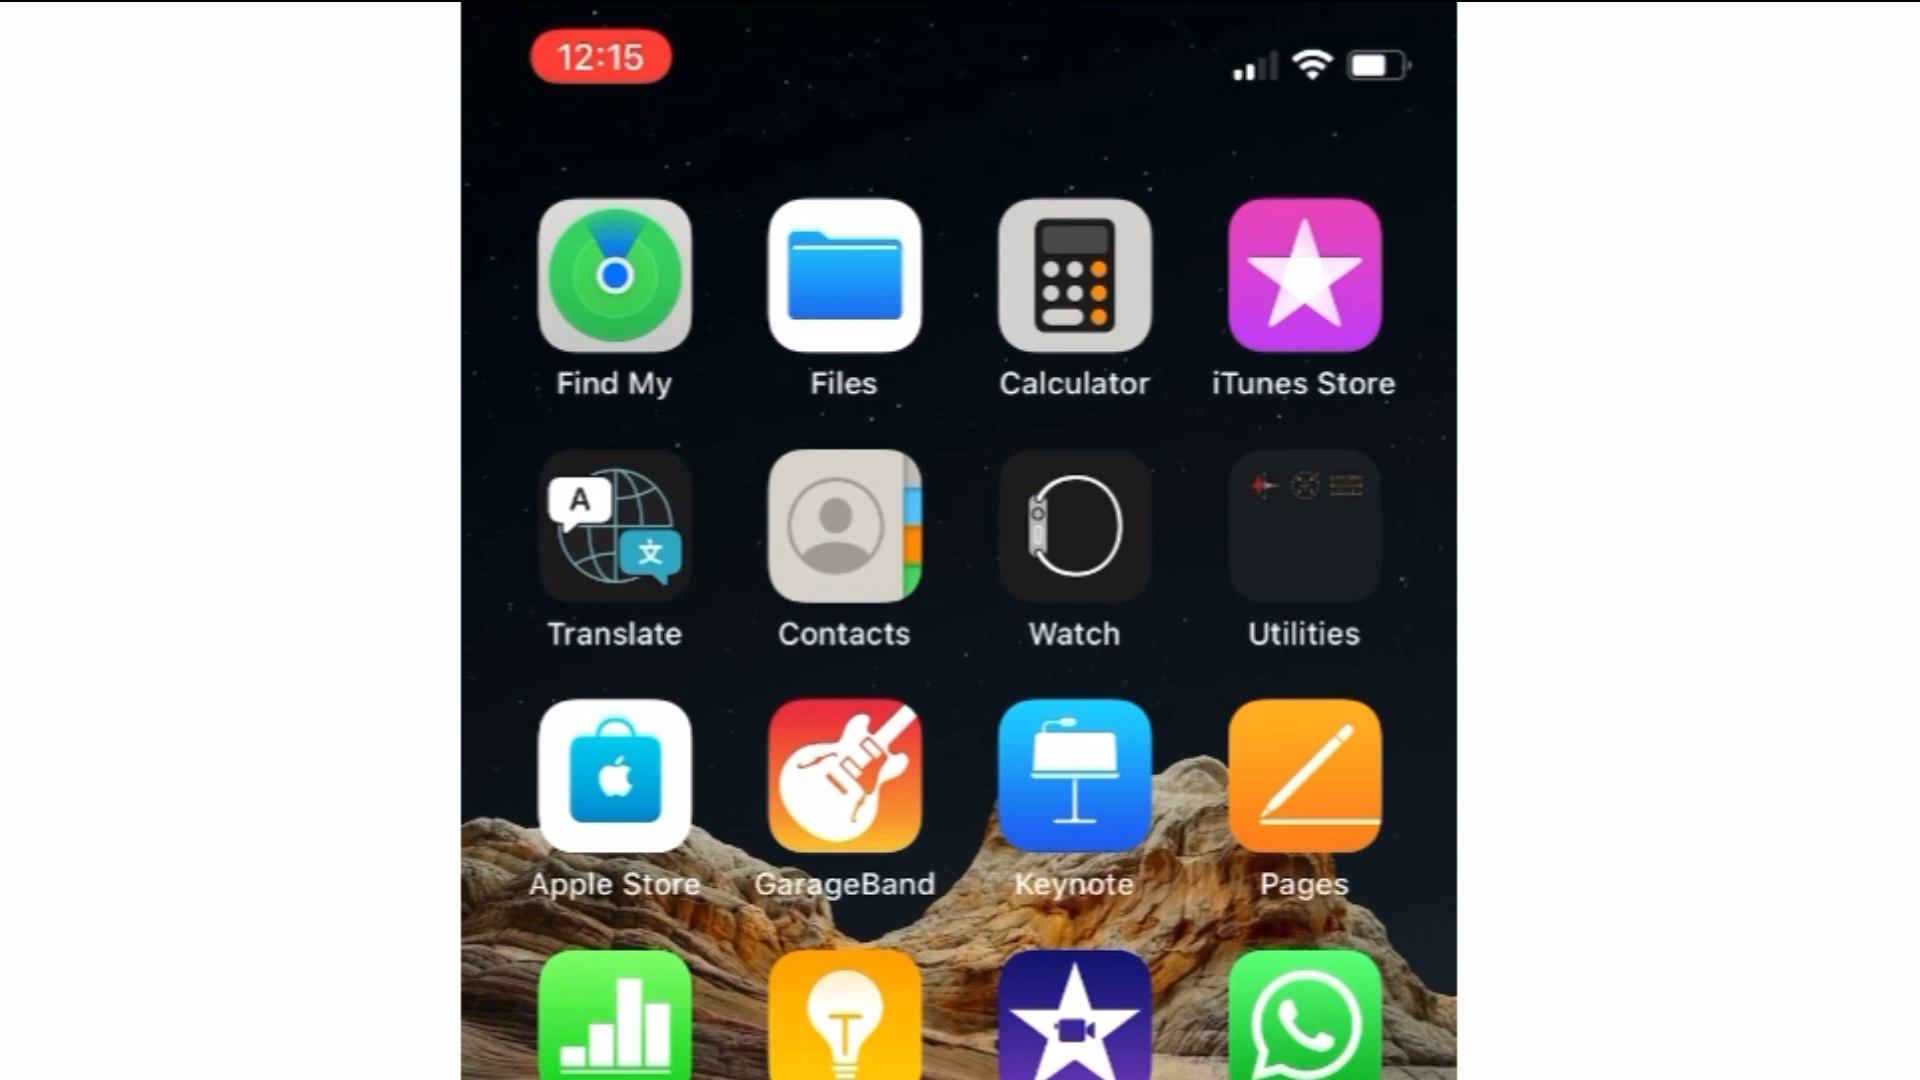 12:15
Find My
Files
Calculator
iTunes Store
A
文
Translate
Contacts
Watch
Utilities
Apple Store
GarageBand
Keynote
Pages
T